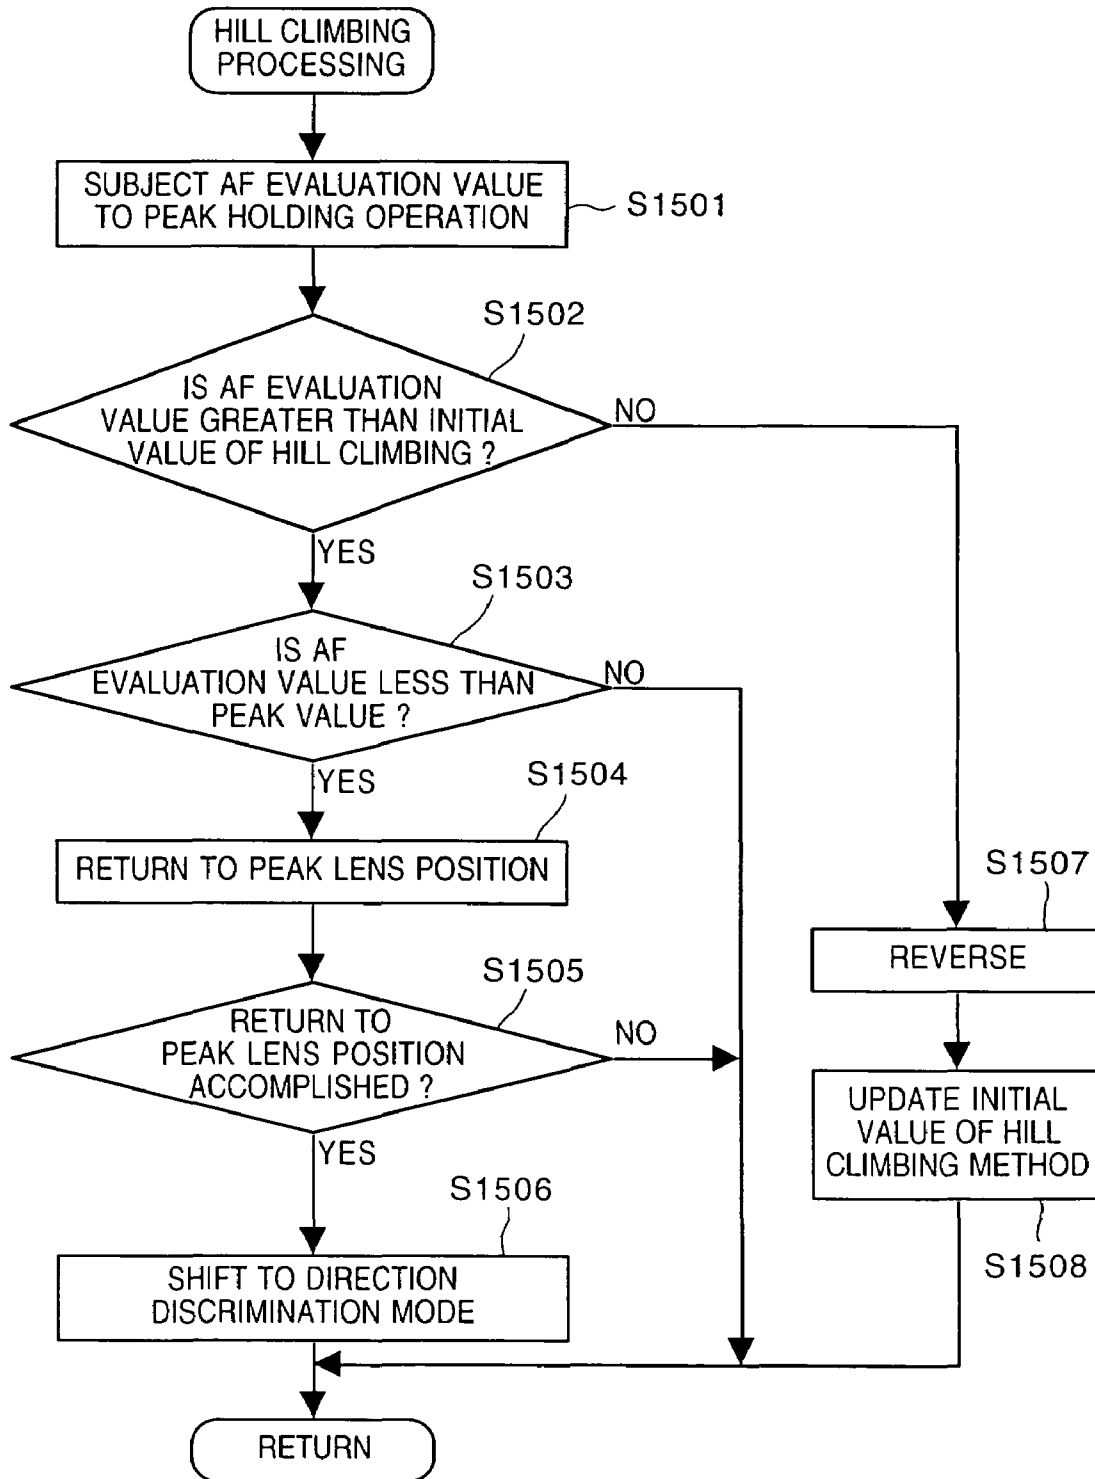 HILL CLIMBING
PROCESSING
SUBJECT AF EVALUATION VALUE
TO PEAK HOLDING OPERATION
S1501
S1502
IS AF EVALUATION
VALUE GREATER THAN INITIAL
VALUE OF HILL CLIMBING ?
NO
YES
S1503
IS AF
EVALUATION VALUE LESS THAN
PEAK VALUE ?
NO
YES
S1504
RETURN TO PEAK LENS POSITION
S1507
REVERSE
S1505
RETURN TO
PEAK LENS POSITION
ACCOMPLISHED ?
NO
YES
UPDATE INITIAL
VALUE OF HILL
CLIMBING METHOD
S1508
S1506
SHIFT TO DIRECTION
DISCRIMINATION MODE
RETURN